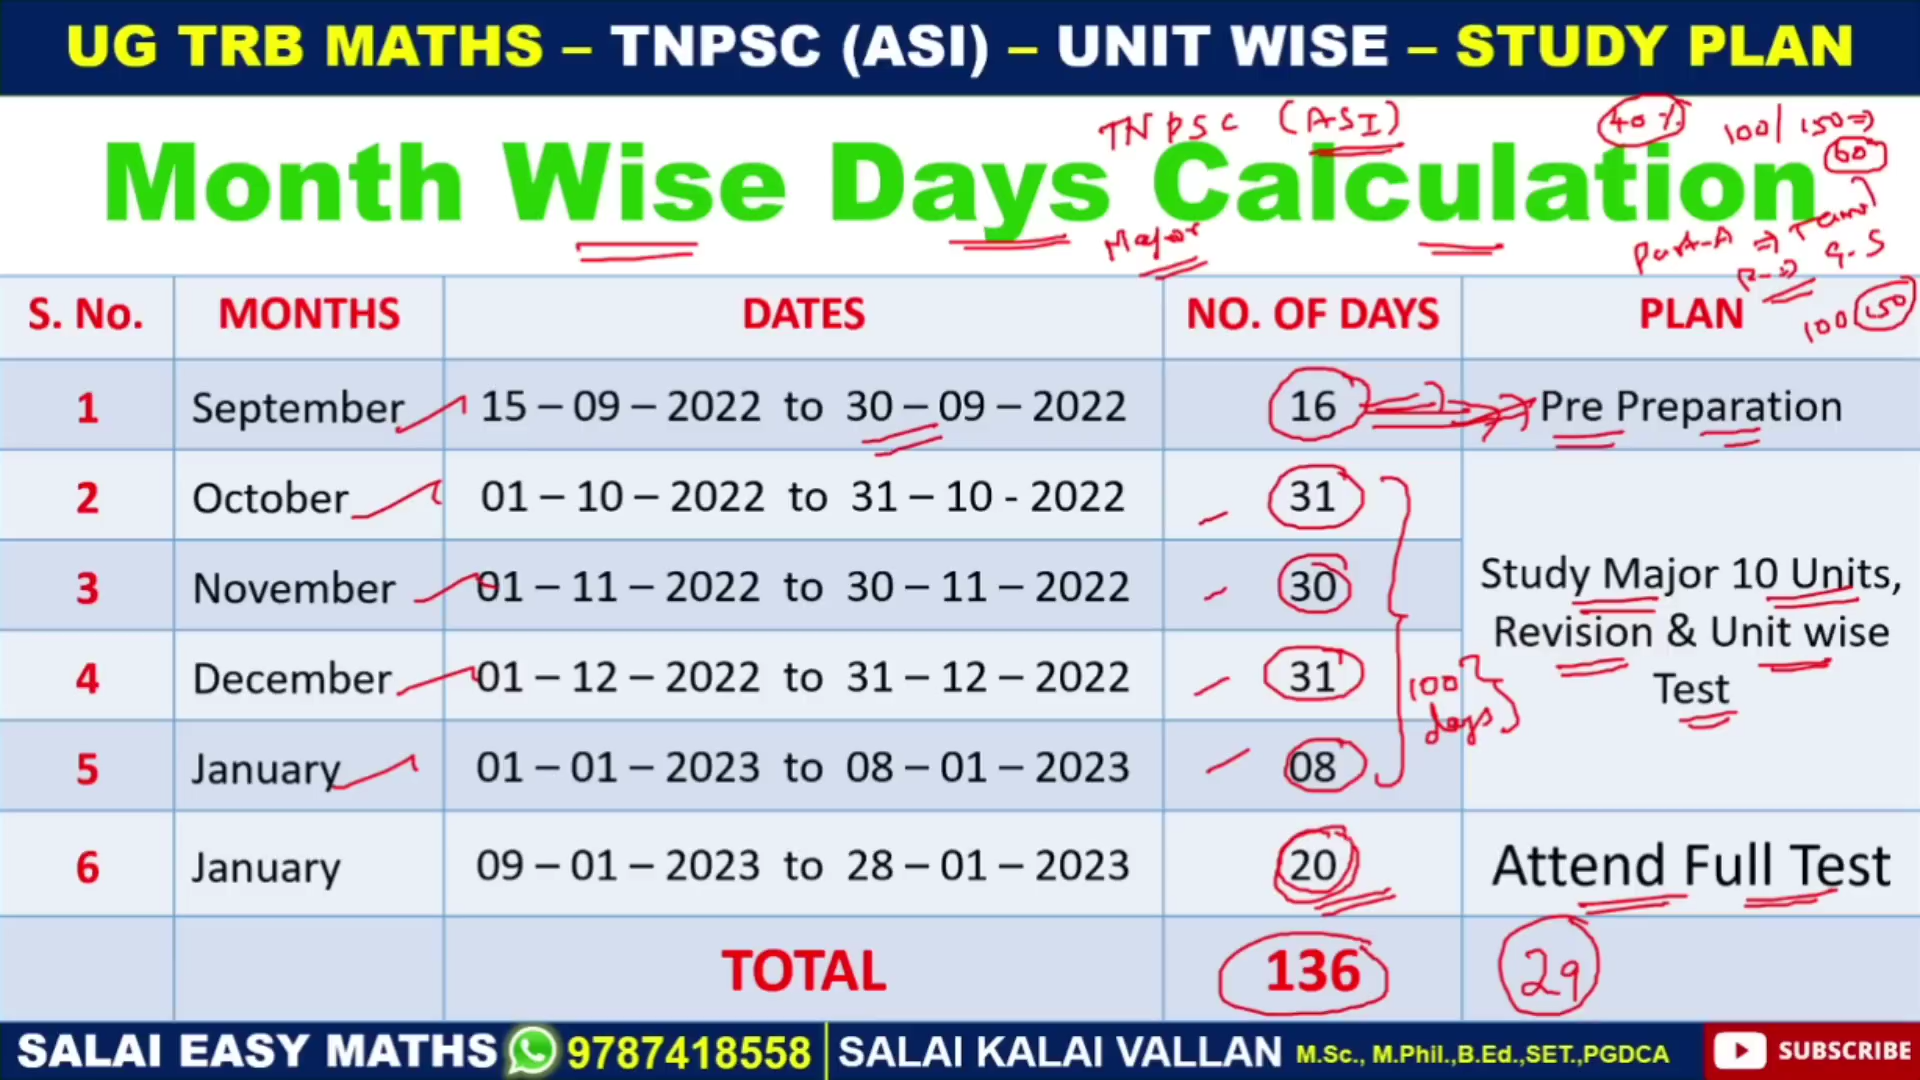 UG TRB MATHS – TNPSC (ASI) – UNIT WISE – STUDY PLAN
TNPSC (ASI) 40% 100/150⇒
60
Month Wise Days Calculation
Major
Part-A ⇒ Tamil
G.S
100 150
S. No. MONTHS DATES NO. OF DAYS PLAN
1 September 15 – 09 – 2022 to 30 – 09 – 2022 16 Pre Preparation
2 October 01 – 10 – 2022 to 31 – 10 - 2022 31
3 November 01 – 11 – 2022 to 30 – 11 – 2022 30
4 December 01 – 12 – 2022 to 31 – 12 – 2022 31
5 January 01 – 01 – 2023 to 08 – 01 – 2023 08
Study Major 10 Units,
Revision & Unit wise
Test
100
days
6 January 09 – 01 – 2023 to 28 – 01 – 2023 20 Attend Full Test
TOTAL 136 29
SALAI EASY MATHS 9787418558 SALAI KALAI VALLAN M.Sc., M.Phil.,B.Ed.,SET.,PGDCA SUBSCRIBE